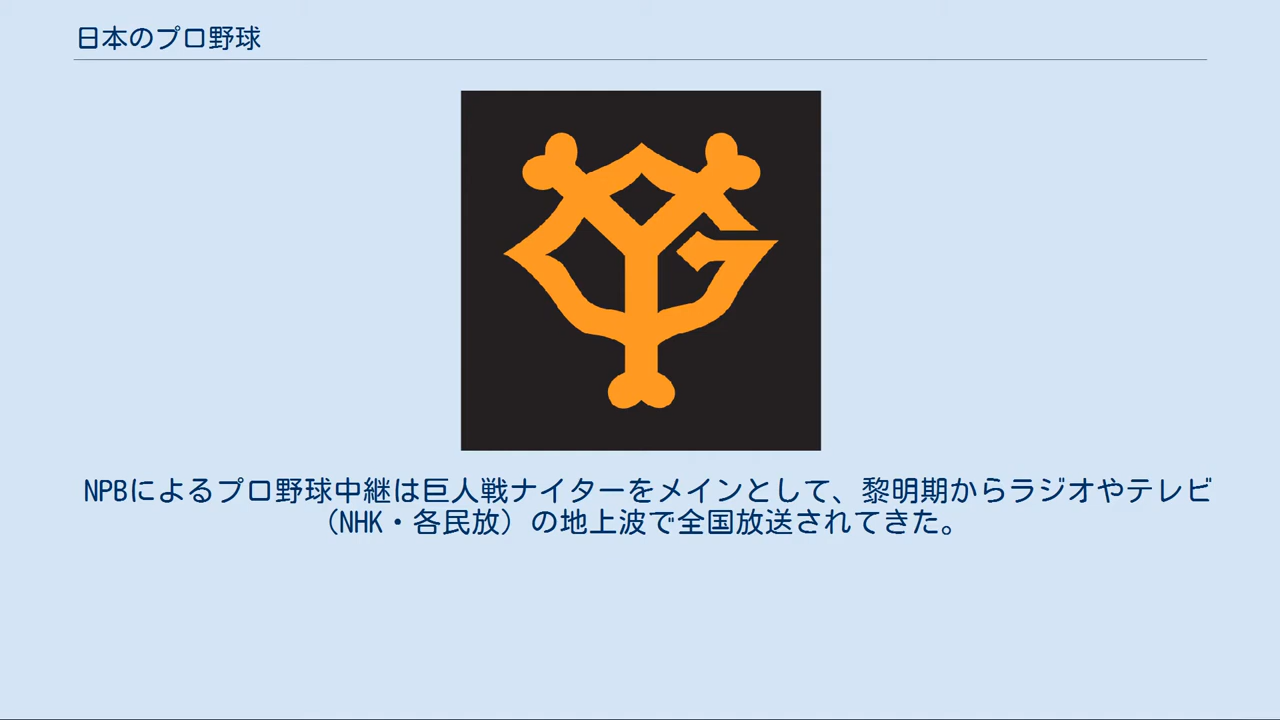 日本のプロ野球
NPBによるプロ野球中継は巨人戦ナイターをメインとして、黎明期からラジオやテレビ
（NHK・各民放）の地上波で全国放送されてきた。